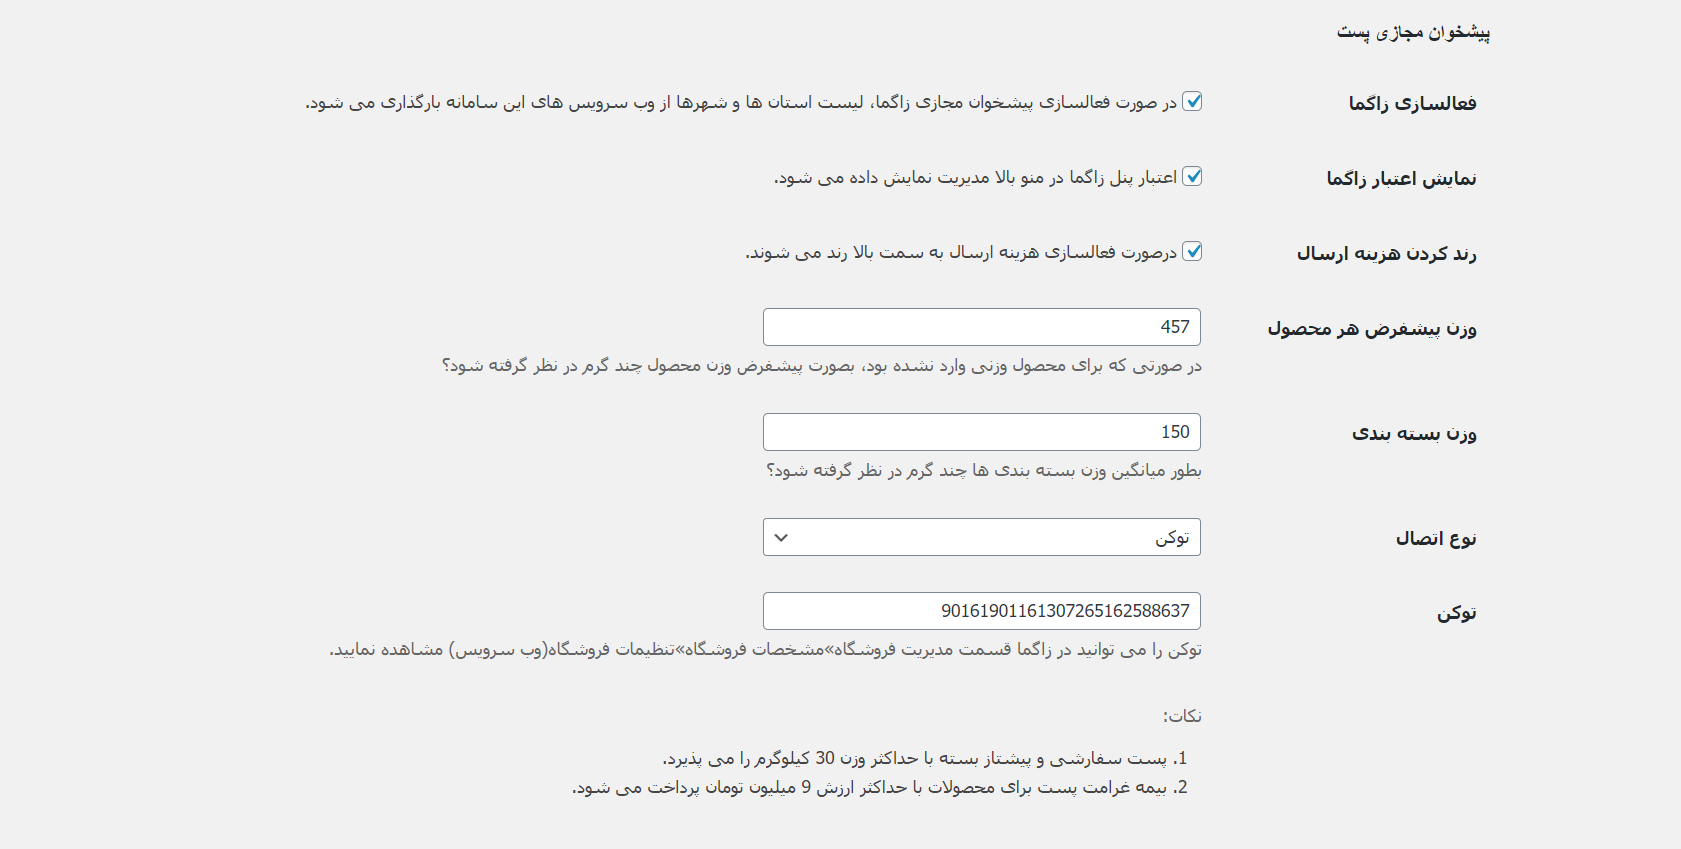 پیشخوان مجازی پست
فعالسازی زاگما
در صورت فعالسازی پیشخوان مجازی زاگما، لیست استان ها و شهرها از وب سرویس های این سامانه بارگذاری می شود.
نمایش اعتبار زاگما
اعتبار پنل زاگما در منو بالا مدیریت نمایش داده می شود.
رند کردن هزینه ارسال
درصورت فعالسازی هزینه ارسال به سمت بالا رند می شوند.
وزن پیشفرض هر محصول
457
در صورتی که برای محصول وزنی وارد نشده بود، بصورت پیشفرض وزن محصول چند گرم در نظر گرفته شود؟
وزن بسته بندی
150
بطور میانگین وزن بسته بندی ها چند گرم در نظر گرفته شود؟
نوع اتصال
توکن
توکن
90161901161307265162588637
توکن را می توانید در زاگما قسمت مدیریت فروشگاه»مشخصات فروشگاه»تنظیمات فروشگاه(وب سرویس) مشاهده نمایید.
نکات:
1. پست سفارشی و پیشتاز بسته با حداکثر وزن 30 کیلوگرم را می پذیرد.
2. بیمه غرامت پست برای محصولات با حداکثر ارزش 9 میلیون تومان پرداخت می شود.